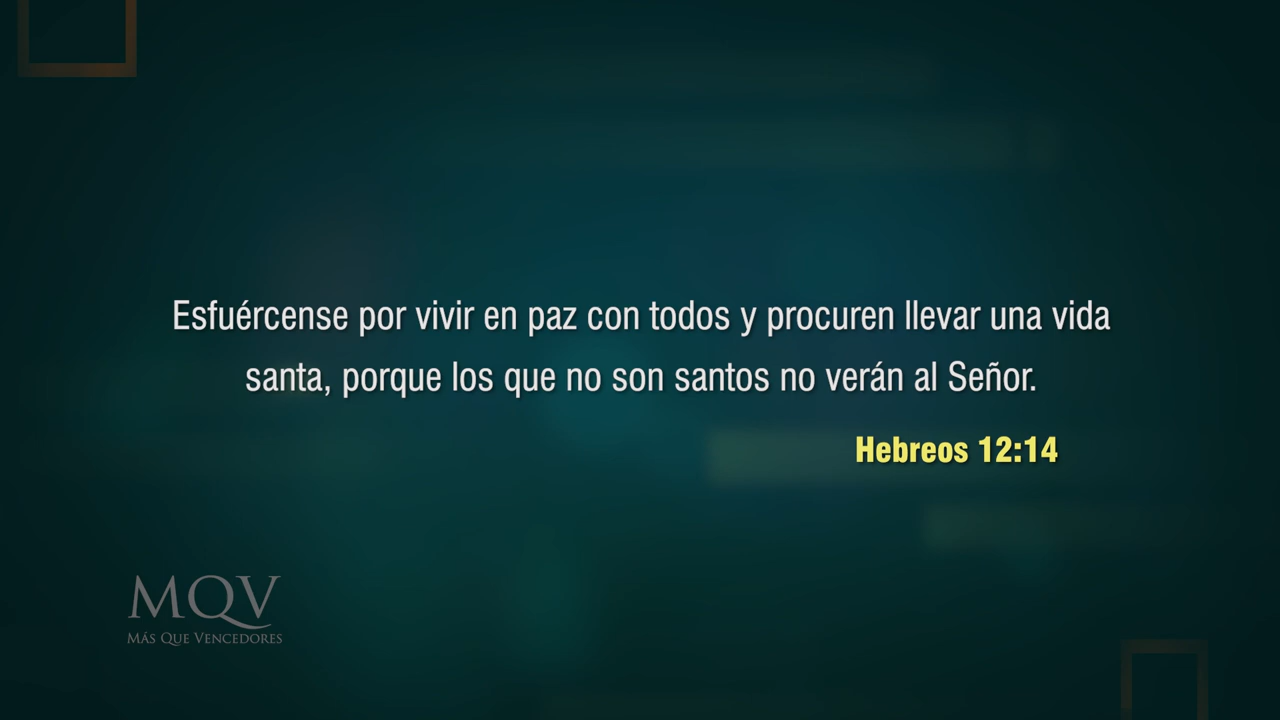 Esfuércense por vivir en paz con todos y procuren llevar una vida
santa, porque los que no son santos no verán al Señor.
Hebreos 12:14
MQV
MÁS QUE VENCEDORES